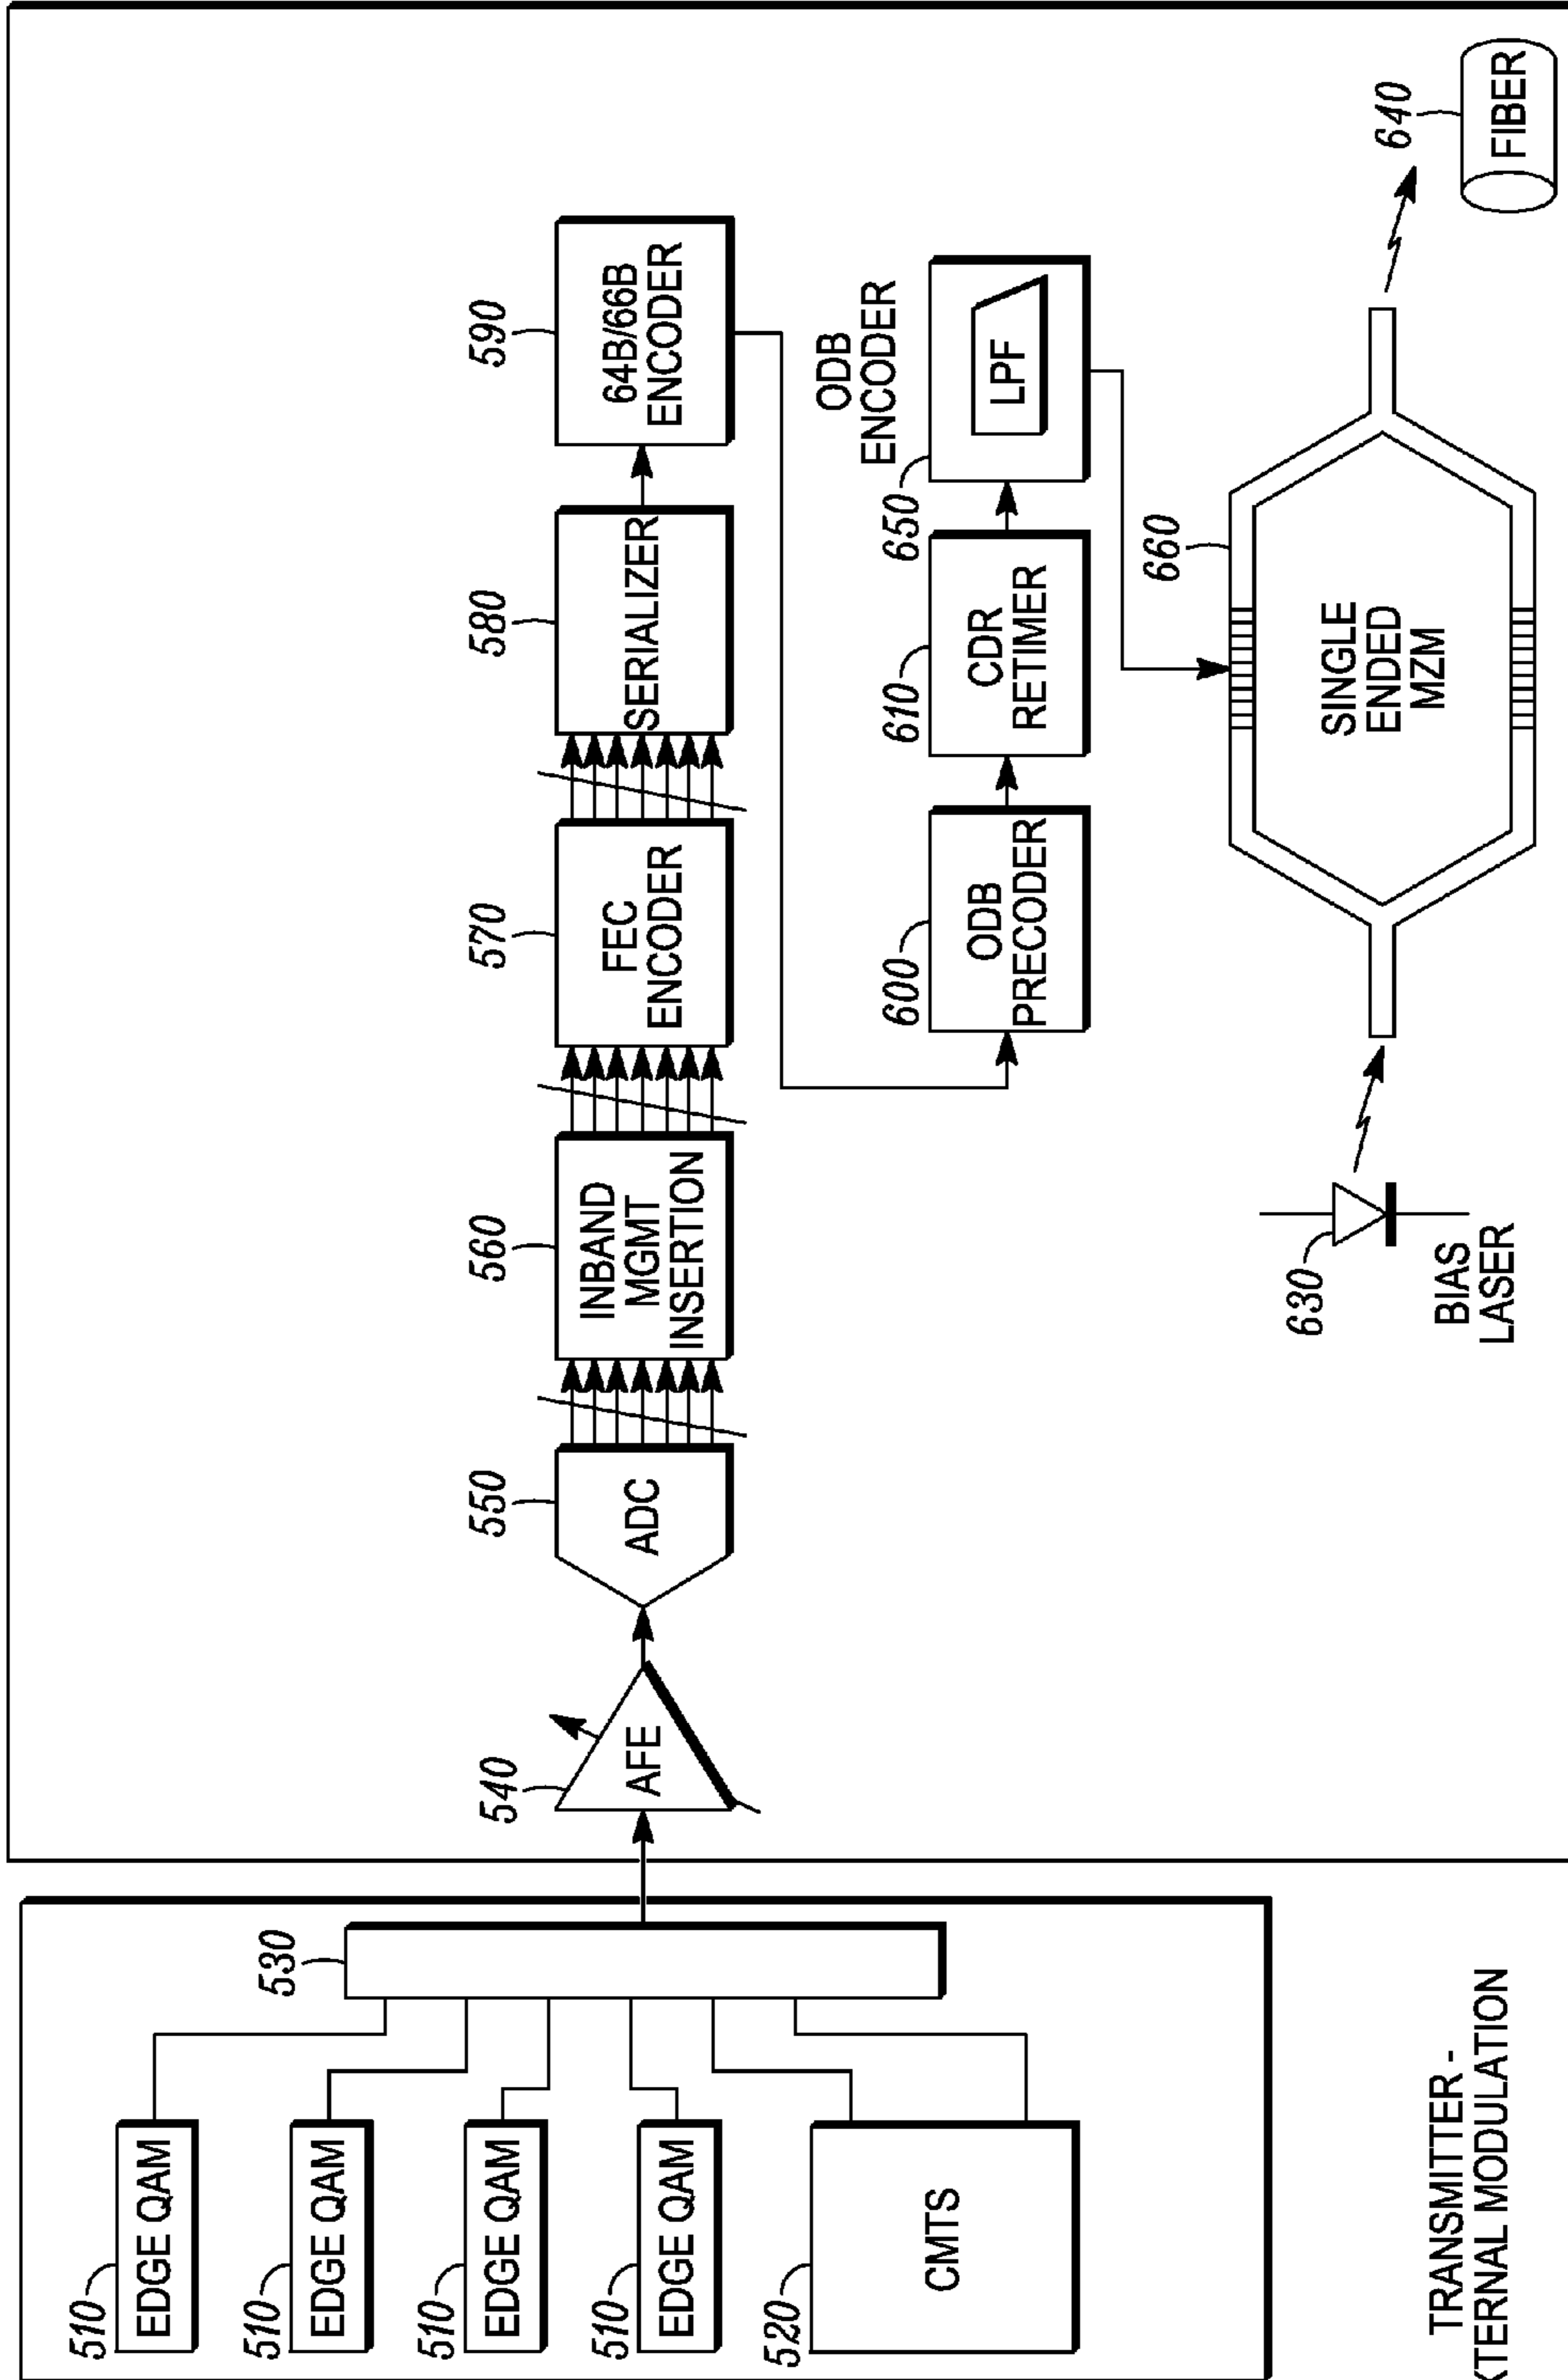 510
EDGE QAM
510
EDGE QAM
510
EDGE QAM
510
EDGE QAM
520
CMTS
530
540
AFE
550
ADC
560
INBAND
MGMT
INSERTION
570
FEC
ENCODER
580
SERIALIZER
590
64B/66B
ENCODER
600
ODB
PRECODER
610
CDR
RETIMER
650
ODB
ENCODER
LPF
660
SINGLE
ENDED
MZM
630
BIAS
LASER
640
FIBER
TRANSMITTER -
XTERNAL MODULATION